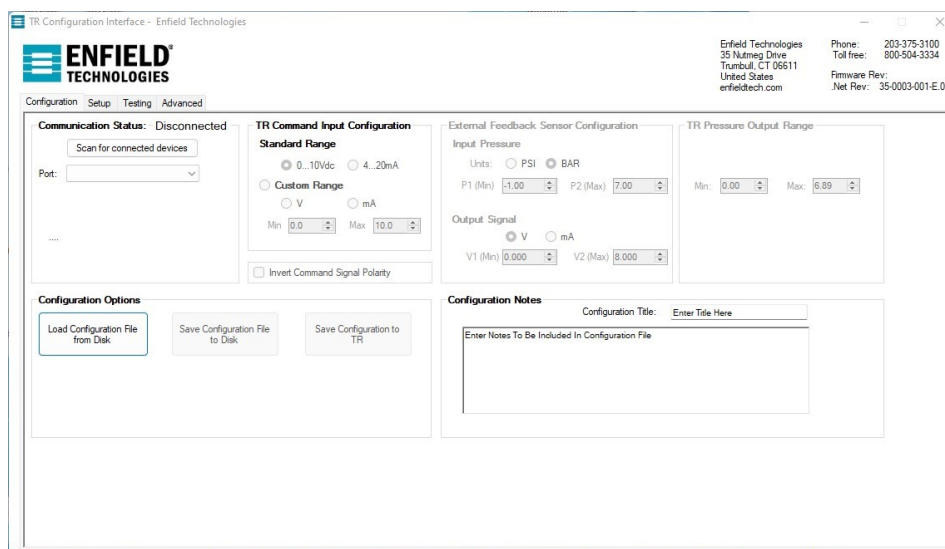 TR Configuration Interface - Enfield Technologies
ENFIELD®
TECHNOLOGIES
Enfield Technologies
35 Nutmeg Drive
Trumbull, CT 06611
United States
enfieldtech.com
Phone: 203-375-3100
Toll free: 800-504-3334
Firmware Rev:
.Net Rev: 35-0003-001-E.0
Configuration Setup Testing Advanced
Communication Status: Disconnected
Scan for connected devices
Port:
....
TR Command Input Configuration
Standard Range
0...10Vdc 4...20mA
Custom Range
V mA
Min 0.0 Max 10.0
Invert Command Signal Polarity
External Feedback Sensor Configuration
Input Pressure
Units: PSI BAR
P1 (Min) -1.00 P2 (Max) 7.00
Output Signal
V mA
V1 (Min) 0.000 V2 (Max) 8.000
TR Pressure Output Range
Min: 0.00 Max: 6.89
Configuration Options
Load Configuration File
from Disk
Save Configuration File
to Disk
Save Configuration to
TR
Configuration Notes
Configuration Title: Enter Title Here
Enter Notes To Be Included In Configuration File